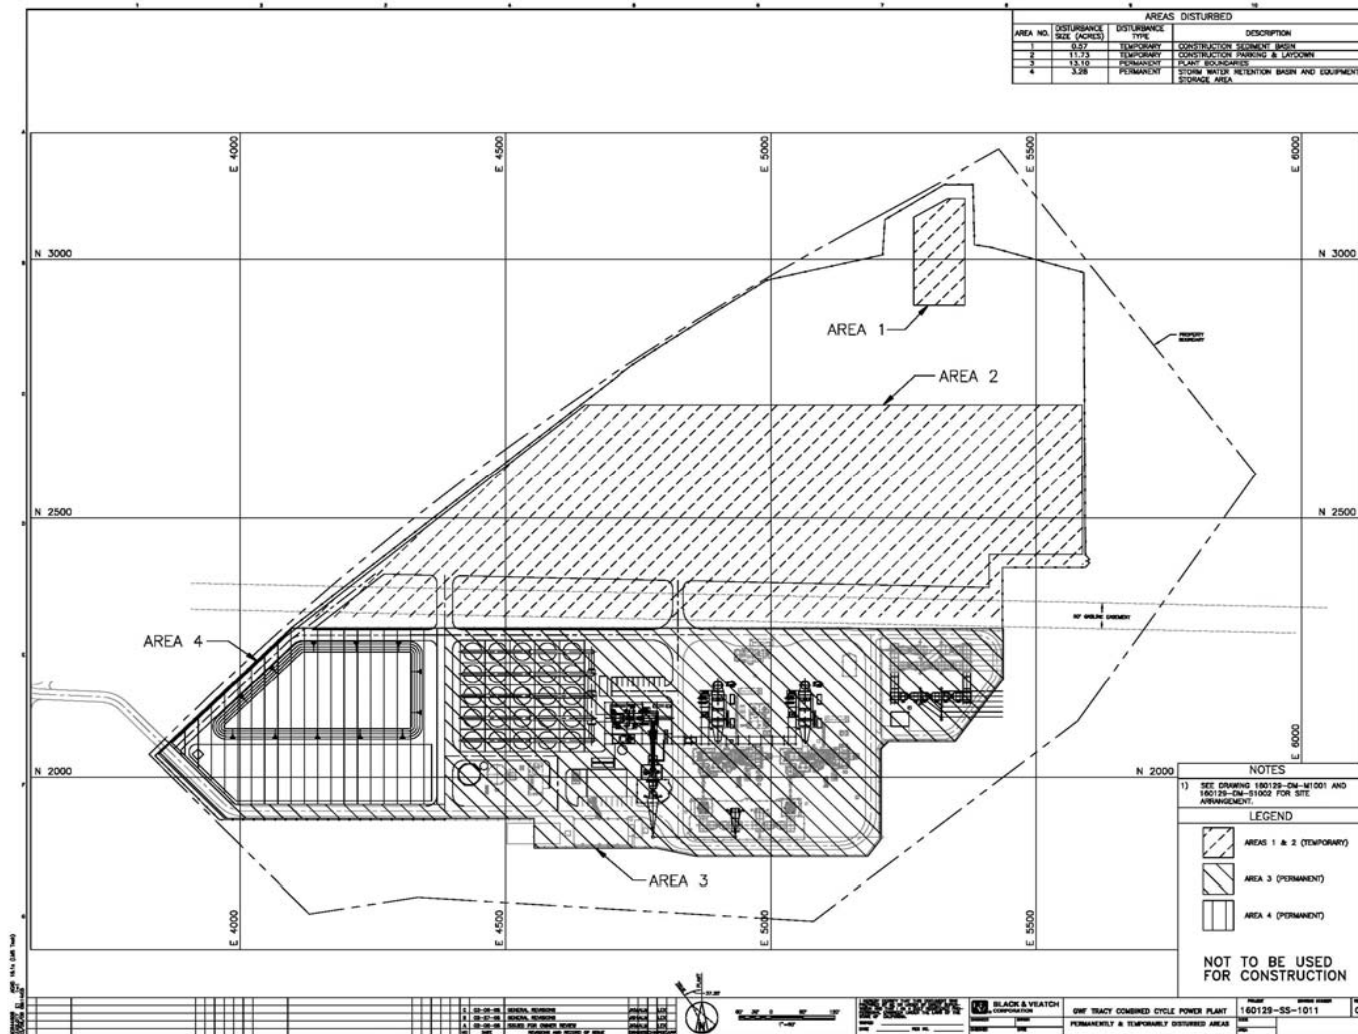 AREAS DISTURBED
AREA NO. DISTURBANCE SIZE (ACRES) DISTURBANCE TYPE DESCRIPTION
1 0.57 TEMPORARY CONSTRUCTION SEDIMENT BASIN
2 11.73 TEMPORARY CONSTRUCTION PARKING & LAYDOWN
3 13.10 PERMANENT PLANT BOUNDARIES
4 3.28 PERMANENT STORM WATER RETENTION BASIN AND EQUIPMENT
STORAGE AREA
E 4000
E 4500
E 5000
E 5500
E 6000
N 3000
N 3000
AREA 1
PROPERTY
BOUNDARY
AREA 2
N 2500
N 2500
AREA 4
E 6000
N 2000
N 2000
AREA 3
E 4000
E 4500
E 5000
E 5500
NOTES
1) SEE DRAWING 160129-DM-M1001 AND
160129-DM-S1002 FOR SITE
ARRANGEMENT.
LEGEND
AREAS 1 & 2 (TEMPORARY)
AREA 3 (PERMANENT)
AREA 4 (PERMANENT)
NOT TO BE USED
FOR CONSTRUCTION
GENERAL REVISIONS
GENERAL REVISIONS
ISSUED FOR OWNER REVIEW
BLACK & VEATCH
CORPORATION
GWF TRACY COMBINED CYCLE POWER PLANT
PERMANENTLY & TEMPORARILY DISTURBED AREAS
160129-SS-1011